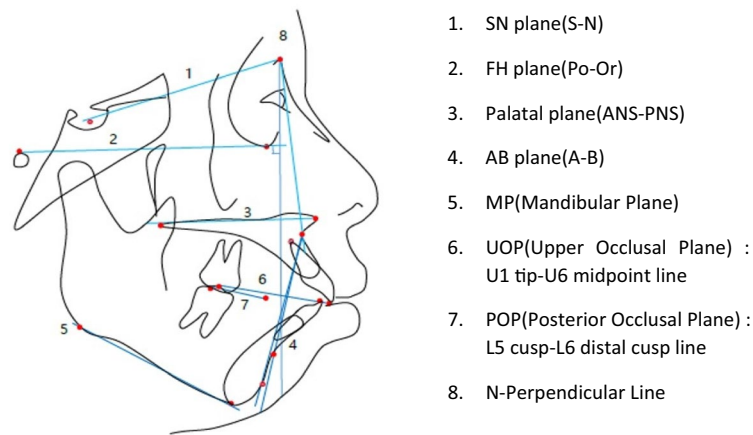 8
1
2
3
6
7
5
4
1. SN plane(S-N)
2. FH plane(Po-Or)
3. Palatal plane(ANS-PNS)
4. AB plane(A-B)
5. MP(Mandibular Plane)
6. UOP(Upper Occlusal Plane) :
U1 tip-U6 midpoint line
7. POP(Posterior Occlusal Plane) :
L5 cusp-L6 distal cusp line
8. N-Perpendicular Line